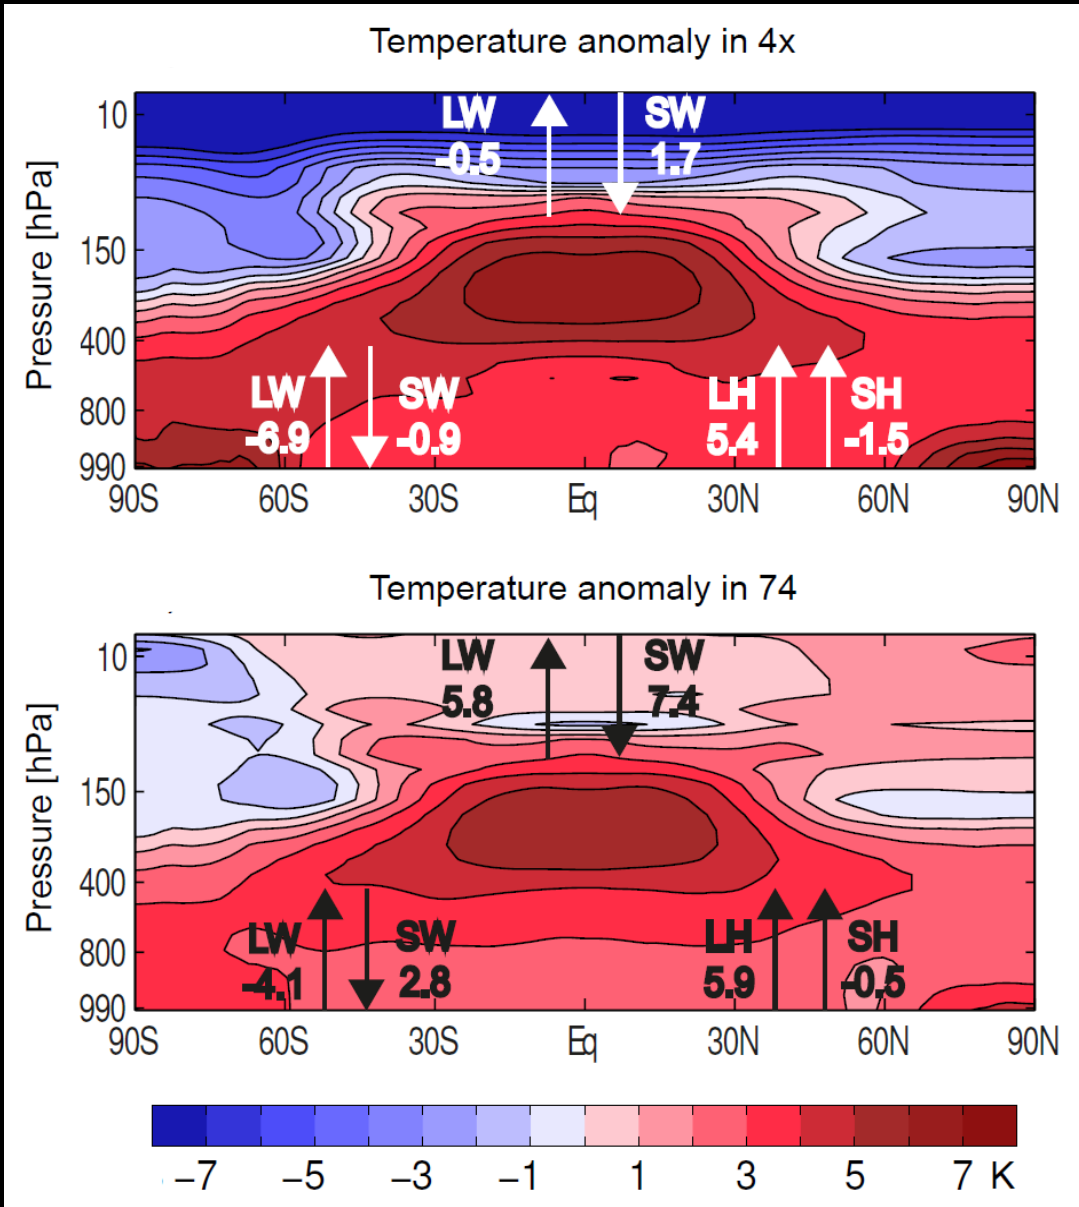 Temperature anomaly in 4x
Pressure [hPa]
10
150
400
800
990
LW
-0.5
SW
1.7
LW
-6.9
SW
-0.9
LH
5.4
SH
-1.5
90S 60S 30S Eq 30N 60N 90N
Temperature anomaly in 74
Pressure [hPa]
10
150
400
800
990
LW
5.8
SW
7.4
LW
-4.1
SW
2.8
LH
5.9
SH
-0.5
90S 60S 30S Eq 30N 60N 90N
−7 −5 −3 −1 1 3 5 7 K